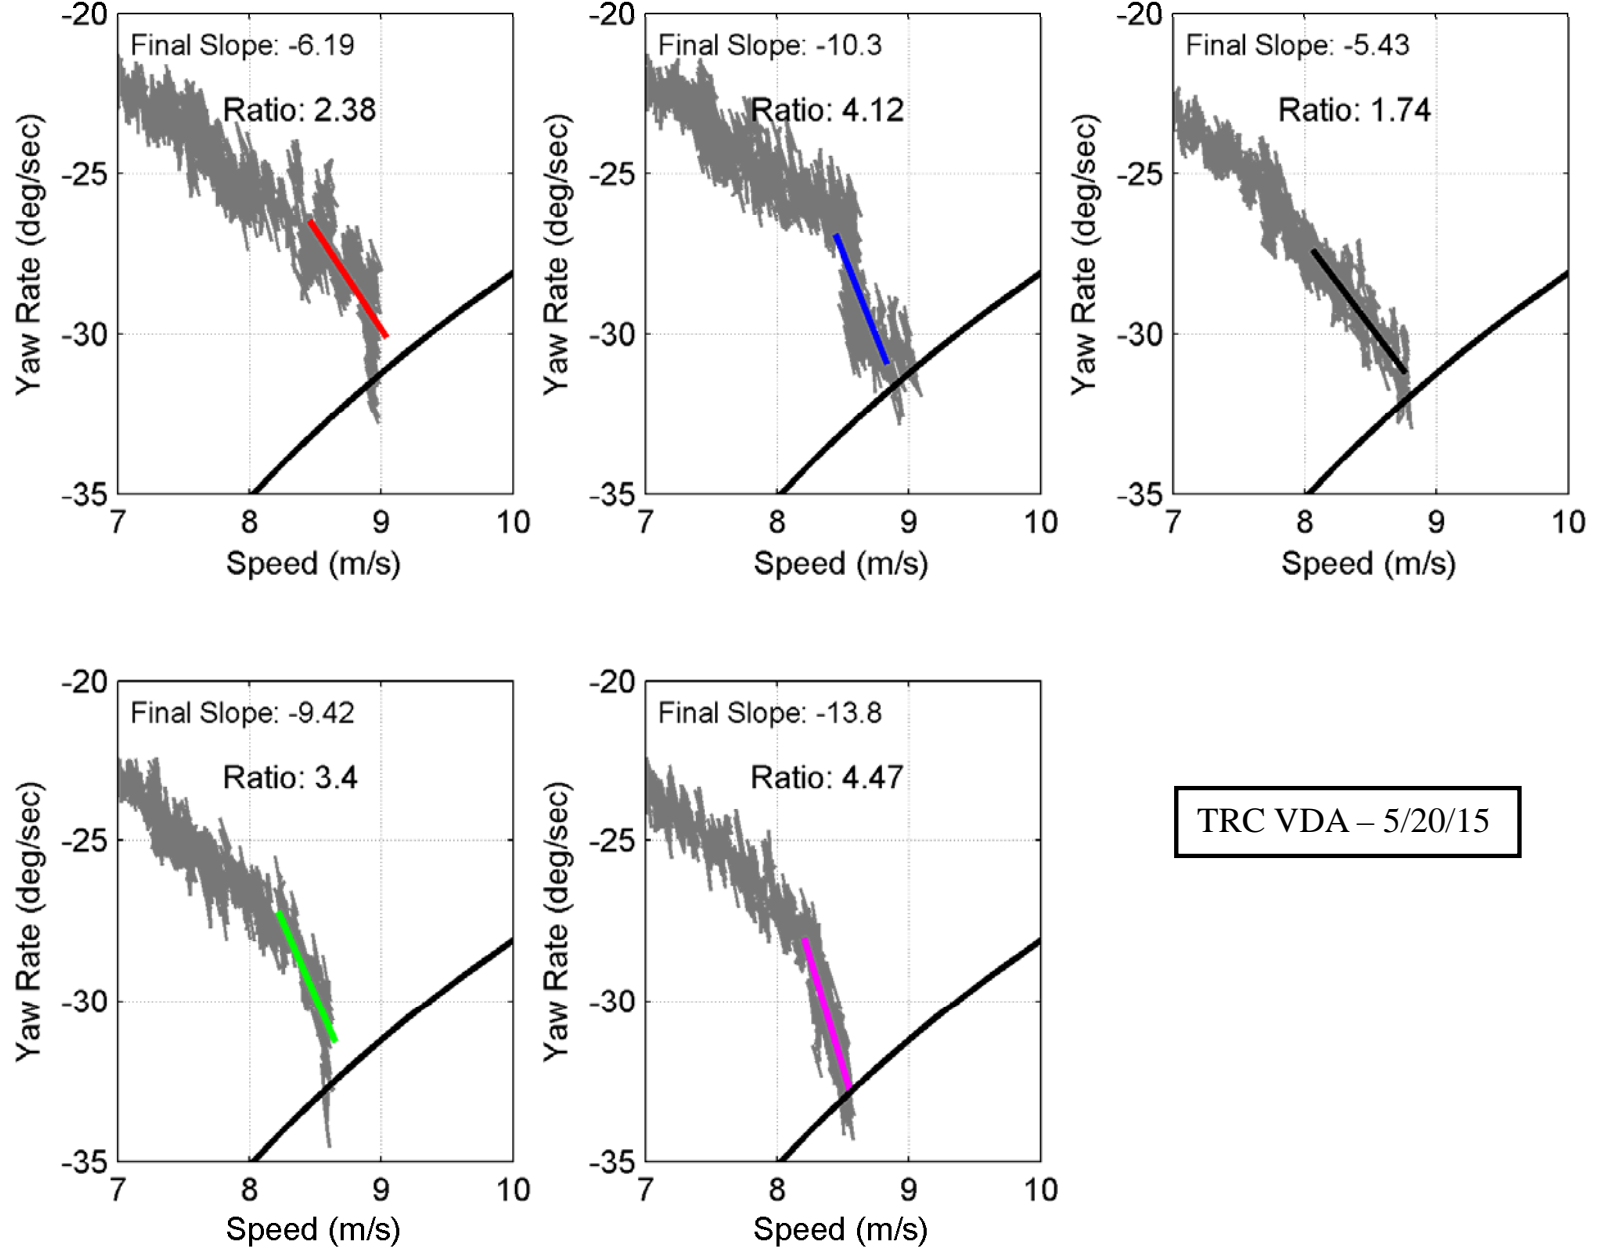 Final Slope: -6.19
Ratio: 2.38
-20
-25
-30
-35
Yaw Rate (deg/sec)
7 8 9 10
Speed (m/s)
Final Slope: -10.3
Ratio: 4.12
-20
-25
-30
-35
Yaw Rate (deg/sec)
7 8 9 10
Speed (m/s)
Final Slope: -5.43
Ratio: 1.74
-20
-25
-30
-35
Yaw Rate (deg/sec)
7 8 9 10
Speed (m/s)
Final Slope: -9.42
Ratio: 3.4
-20
-25
-30
-35
Yaw Rate (deg/sec)
7 8 9 10
Speed (m/s)
Final Slope: -13.8
Ratio: 4.47
-20
-25
-30
-35
Yaw Rate (deg/sec)
7 8 9 10
Speed (m/s)
TRC VDA – 5/20/15